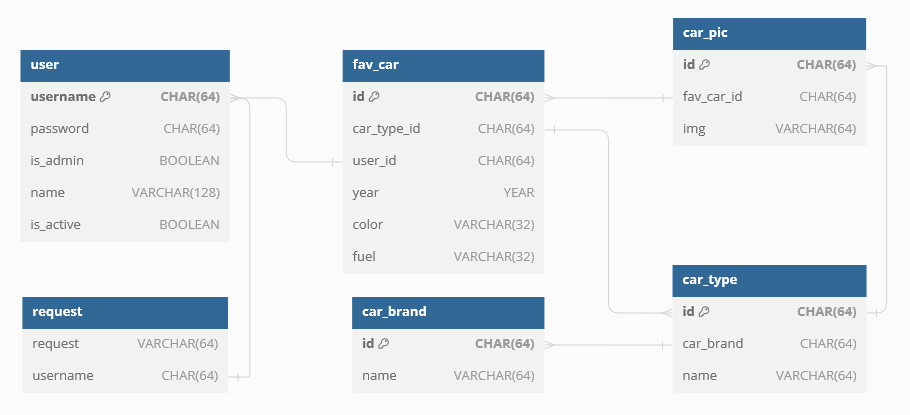 user
username CHAR(64)
password CHAR(64)
is_admin BOOLEAN
name VARCHAR(128)
is_active BOOLEAN
request
request VARCHAR(64)
username CHAR(64)
fav_car
id CHAR(64)
car_type_id CHAR(64)
user_id CHAR(64)
year YEAR
color VARCHAR(32)
fuel VARCHAR(32)
car_brand
id CHAR(64)
name VARCHAR(64)
car_pic
id CHAR(64)
fav_car_id CHAR(64)
img VARCHAR(64)
car_type
id CHAR(64)
car_brand CHAR(64)
name VARCHAR(64)